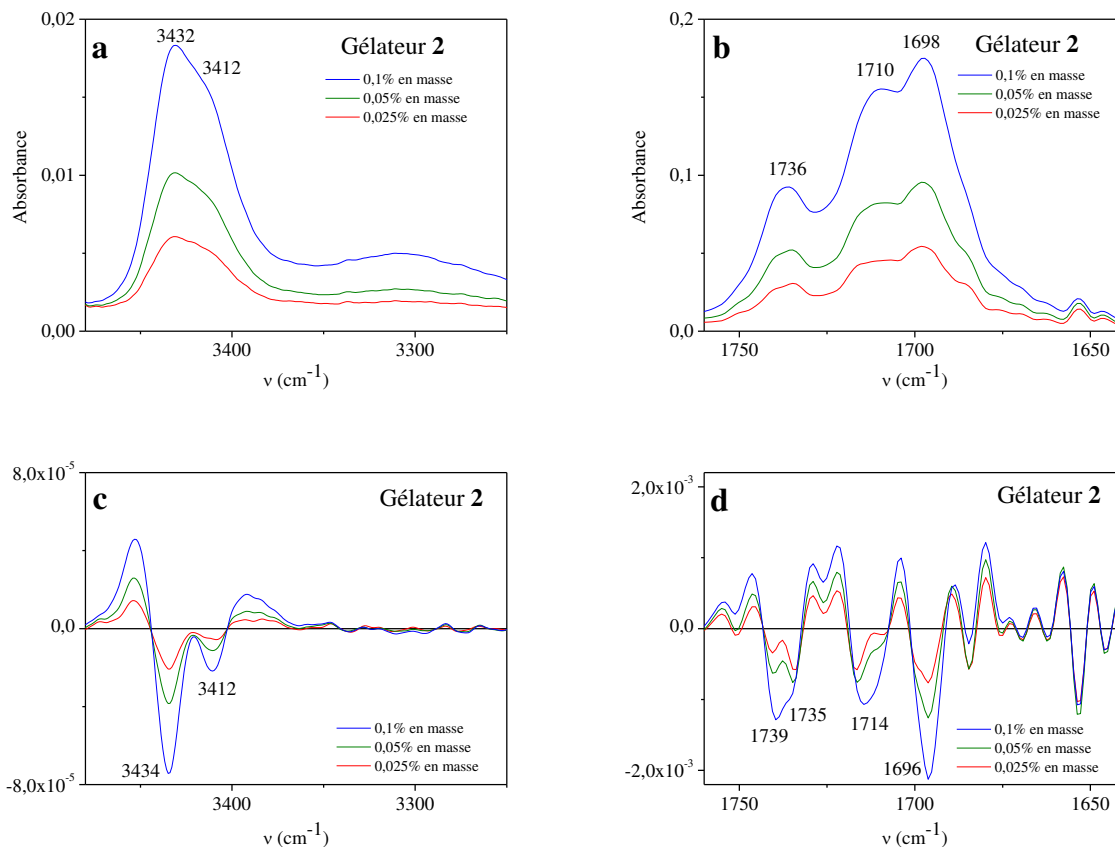 0,02
0,01
0,00
Absorbance
a
3432
3412
Gélateur 2
0,1% en masse
0,05% en masse
0,025% en masse
3400
3300
ν (cm-1)
0,2
0,1
0,0
Absorbance
b
1698
1710
1736
Gélateur 2
0,1% en masse
0,05% en masse
0,025% en masse
1750
1700
1650
ν (cm-1)
8,0x10-5
0,0
-8,0x10-5
c
Gélateur 2
3412
3434
0,1% en masse
0,05% en masse
0,025% en masse
3400
3300
ν (cm-1)
2,0x10-3
0,0
-2,0x10-3
d
Gélateur 2
1735
1714
1739
1696
0,1% en masse
0,05% en masse
0,025% en masse
1750
1700
1650
ν (cm-1)